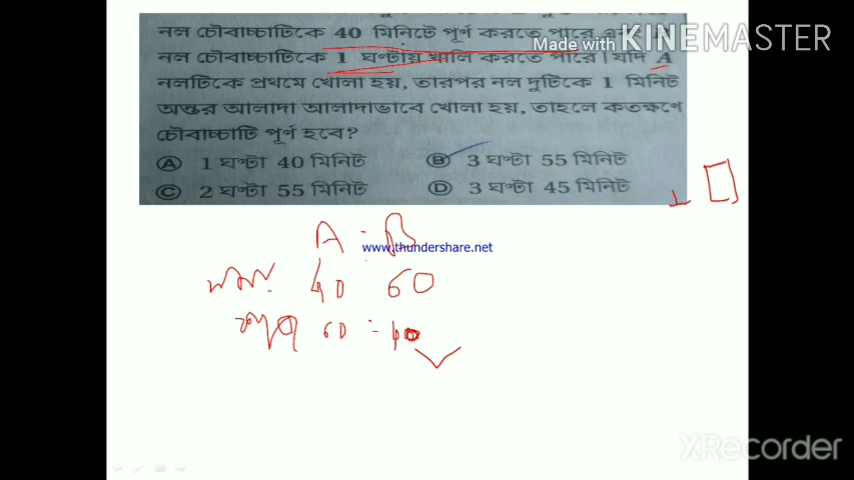 নল চৌবাচ্চাটিকে 40 মিনিটে পূর্ণ করতে পারে এবং
Made with KINEMASTER
নল চৌবাচ্চাটিকে 1 ঘণ্টায় খালি করতে পারে। যদি A
নলটিকে প্রথমে খোলা হয়, তারপর নল দুটিকে 1 মিনিট
অন্তর আলাদা আলাদাভাবে খোলা হয়, তাহলে কতক্ষণে
চৌবাচ্চাটি পূর্ণ হবে?
A 1 ঘণ্টা 40 মিনিট
B 3 ঘণ্টা 55 মিনিট
C 2 ঘণ্টা 55 মিনিট
D 3 ঘণ্টা 45 মিনিট
A : B
www.thundershare.net
40 60
60 : 40
XRecorder